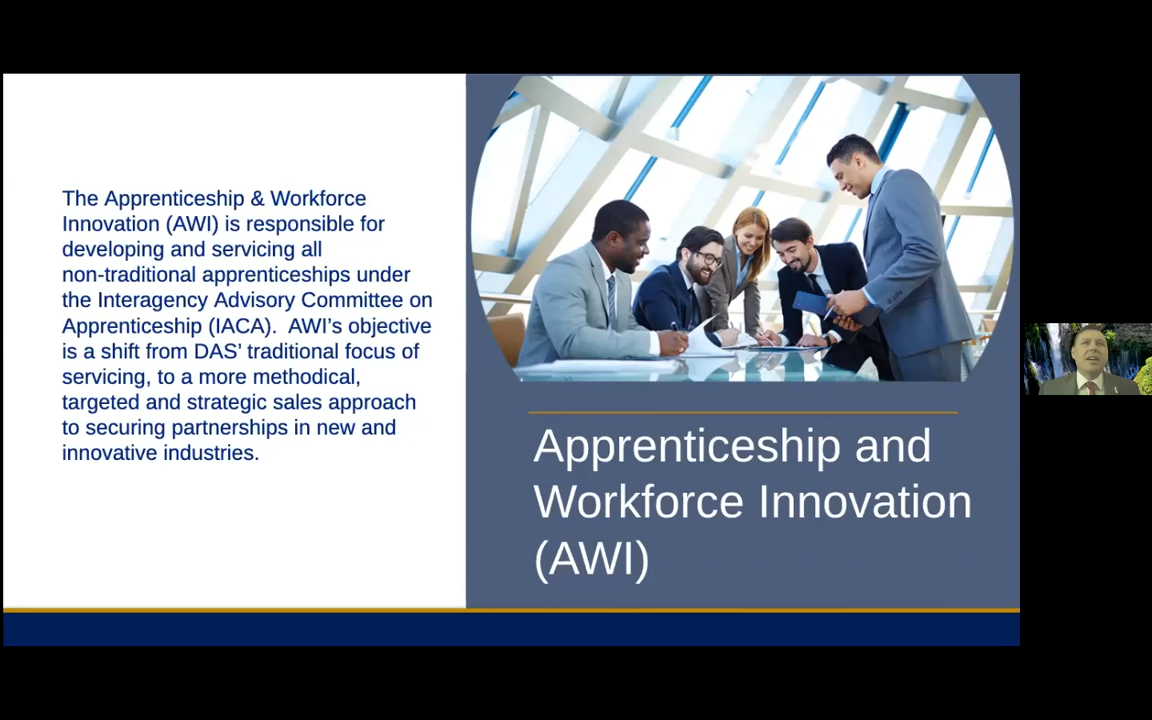 The Apprenticeship & Workforce
Innovation (AWI) is responsible for
developing and servicing all
non-traditional apprenticeships under
the Interagency Advisory Committee on
Apprenticeship (IACA).  AWI’s objective
is a shift from DAS’ traditional focus of
servicing, to a more methodical,
targeted and strategic sales approach
to securing partnerships in new and
innovative industries.
Apprenticeship and
Workforce Innovation
(AWI)